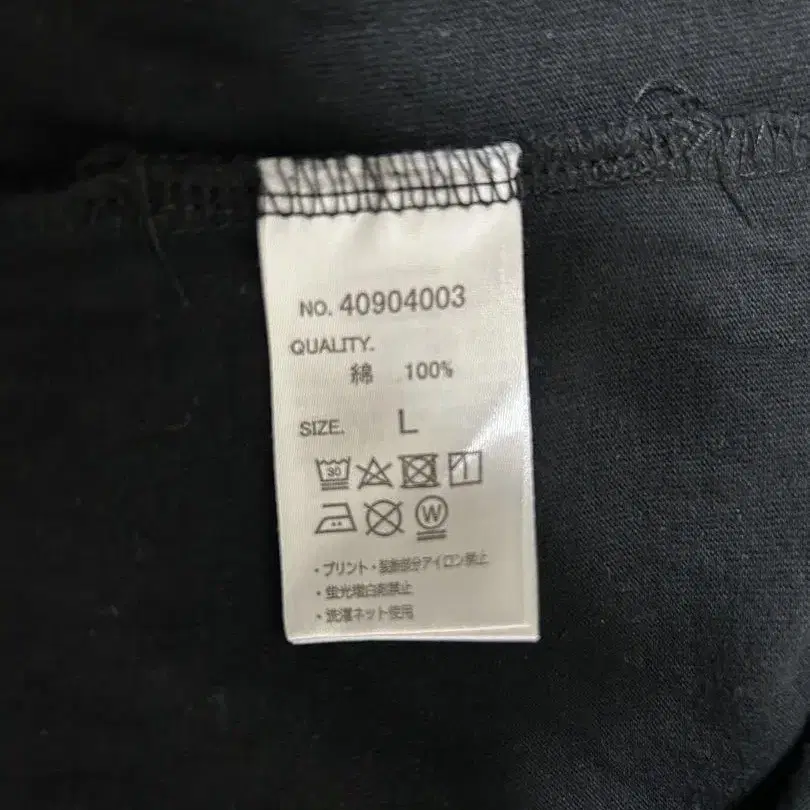 NO. 40904003
QUALITY.
綿 100%
SIZE. L
30
W
・プリント・装飾部分アイロン禁止
・蛍光増白剤禁止
・洗濯ネット使用